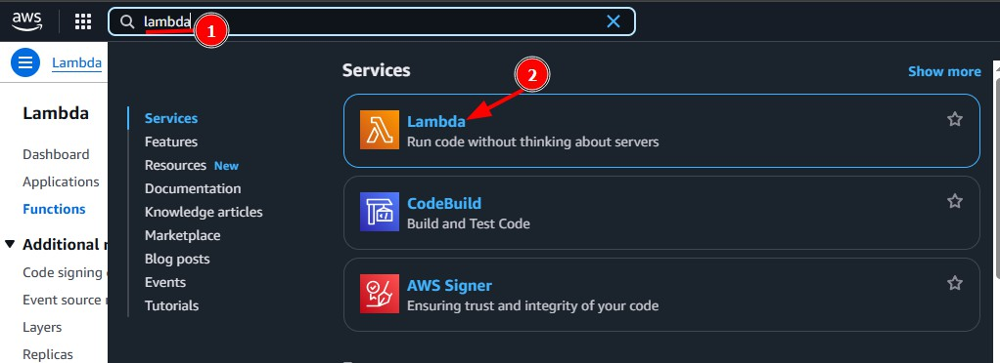 aws
lambda
1
Lambda
Lambda
Dashboard
Applications
Functions
Additional r
Code signing
Event source r
Layers
Replicas
Services
Features
Resources New
Documentation
Knowledge articles
Marketplace
Blog posts
Events
Tutorials
Services
Show more
2
Lambda
Run code without thinking about servers
CodeBuild
Build and Test Code
AWS Signer
Ensuring trust and integrity of your code